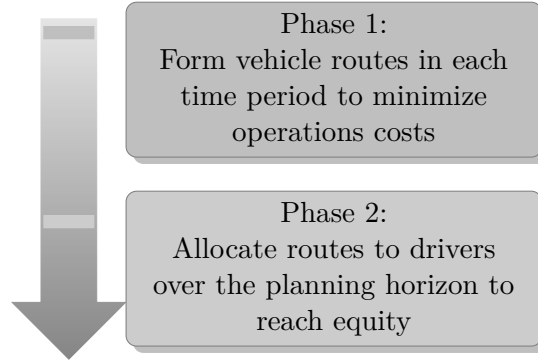 Phase 1:
Form vehicle routes in each
time period to minimize
operations costs
Phase 2:
Allocate routes to drivers
over the planning horizon to
reach equity